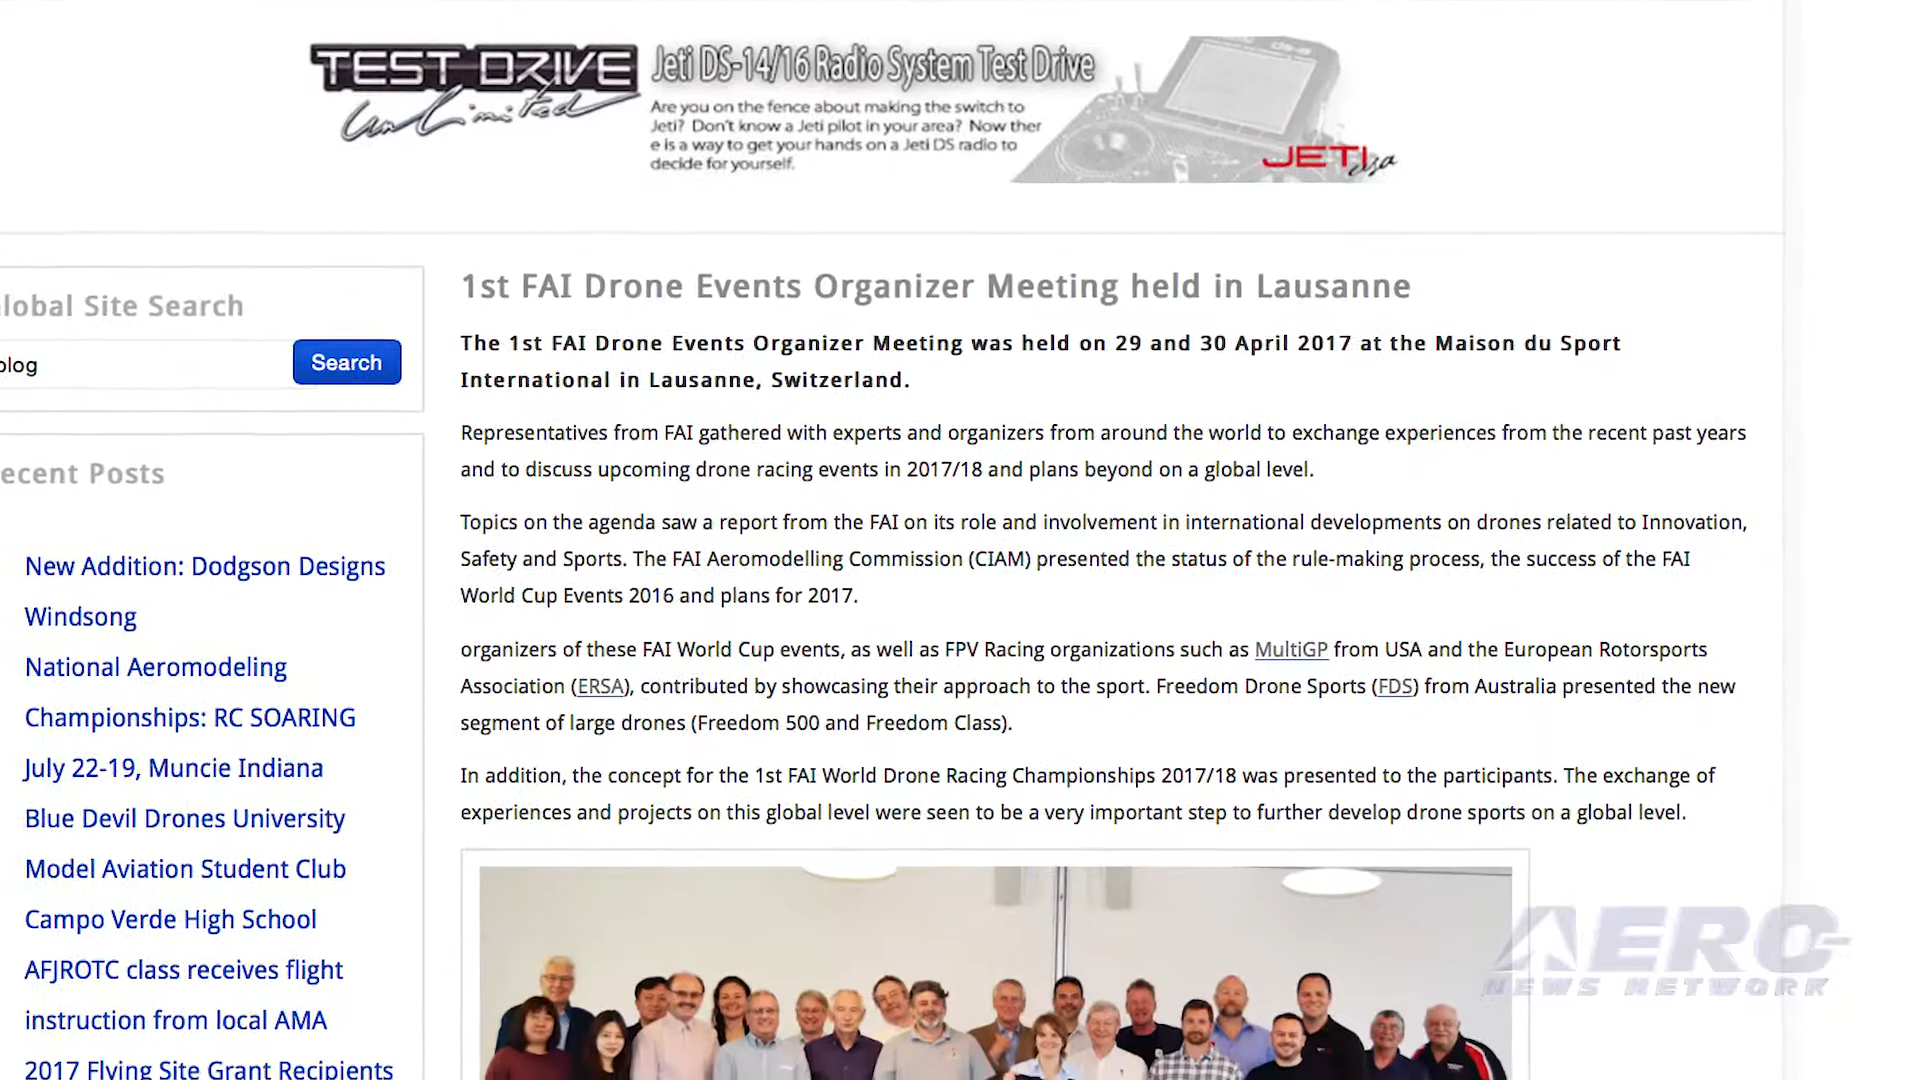 TEST DRIVE
Unlimited
Jeti DS-14/16 Radio System Test Drive
Are you on the fence about making the switch to
Jeti? Don't know a Jeti pilot in your area? Now ther
e is a way to get your hands on a Jeti DS radio to
decide for yourself.
JETI usa
lobal Site Search
blog
Search
ecent Posts
New Addition: Dodgson Designs
Windsong
National Aeromodeling
Championships: RC SOARING
July 22-19, Muncie Indiana
Blue Devil Drones University
Model Aviation Student Club
Campo Verde High School
AFJROTC class receives flight
instruction from local AMA
2017 Flying Site Grant Recipients
1st FAI Drone Events Organizer Meeting held in Lausanne
The 1st FAI Drone Events Organizer Meeting was held on 29 and 30 April 2017 at the Maison du Sport
International in Lausanne, Switzerland.
Representatives from FAI gathered with experts and organizers from around the world to exchange experiences from the recent past years
and to discuss upcoming drone racing events in 2017/18 and plans beyond on a global level.
Topics on the agenda saw a report from the FAI on its role and involvement in international developments on drones related to Innovation,
Safety and Sports. The FAI Aeromodelling Commission (CIAM) presented the status of the rule-making process, the success of the FAI
World Cup Events 2016 and plans for 2017.
organizers of these FAI World Cup events, as well as FPV Racing organizations such as MultiGP from USA and the European Rotorsports
Association (ERSA), contributed by showcasing their approach to the sport. Freedom Drone Sports (FDS) from Australia presented the new
segment of large drones (Freedom 500 and Freedom Class).
In addition, the concept for the 1st FAI World Drone Racing Championships 2017/18 was presented to the participants. The exchange of
experiences and projects on this global level were seen to be a very important step to further develop drone sports on a global level.
AERO
NEWS NETWORK